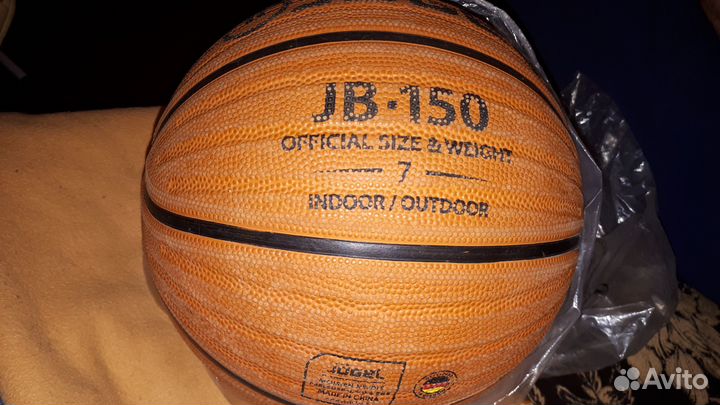 JB·150
OFFICIAL SIZE & WEIGHT
7
INDOOR / OUTDOOR
JÖGEL
MADE IN CHINA
Avito